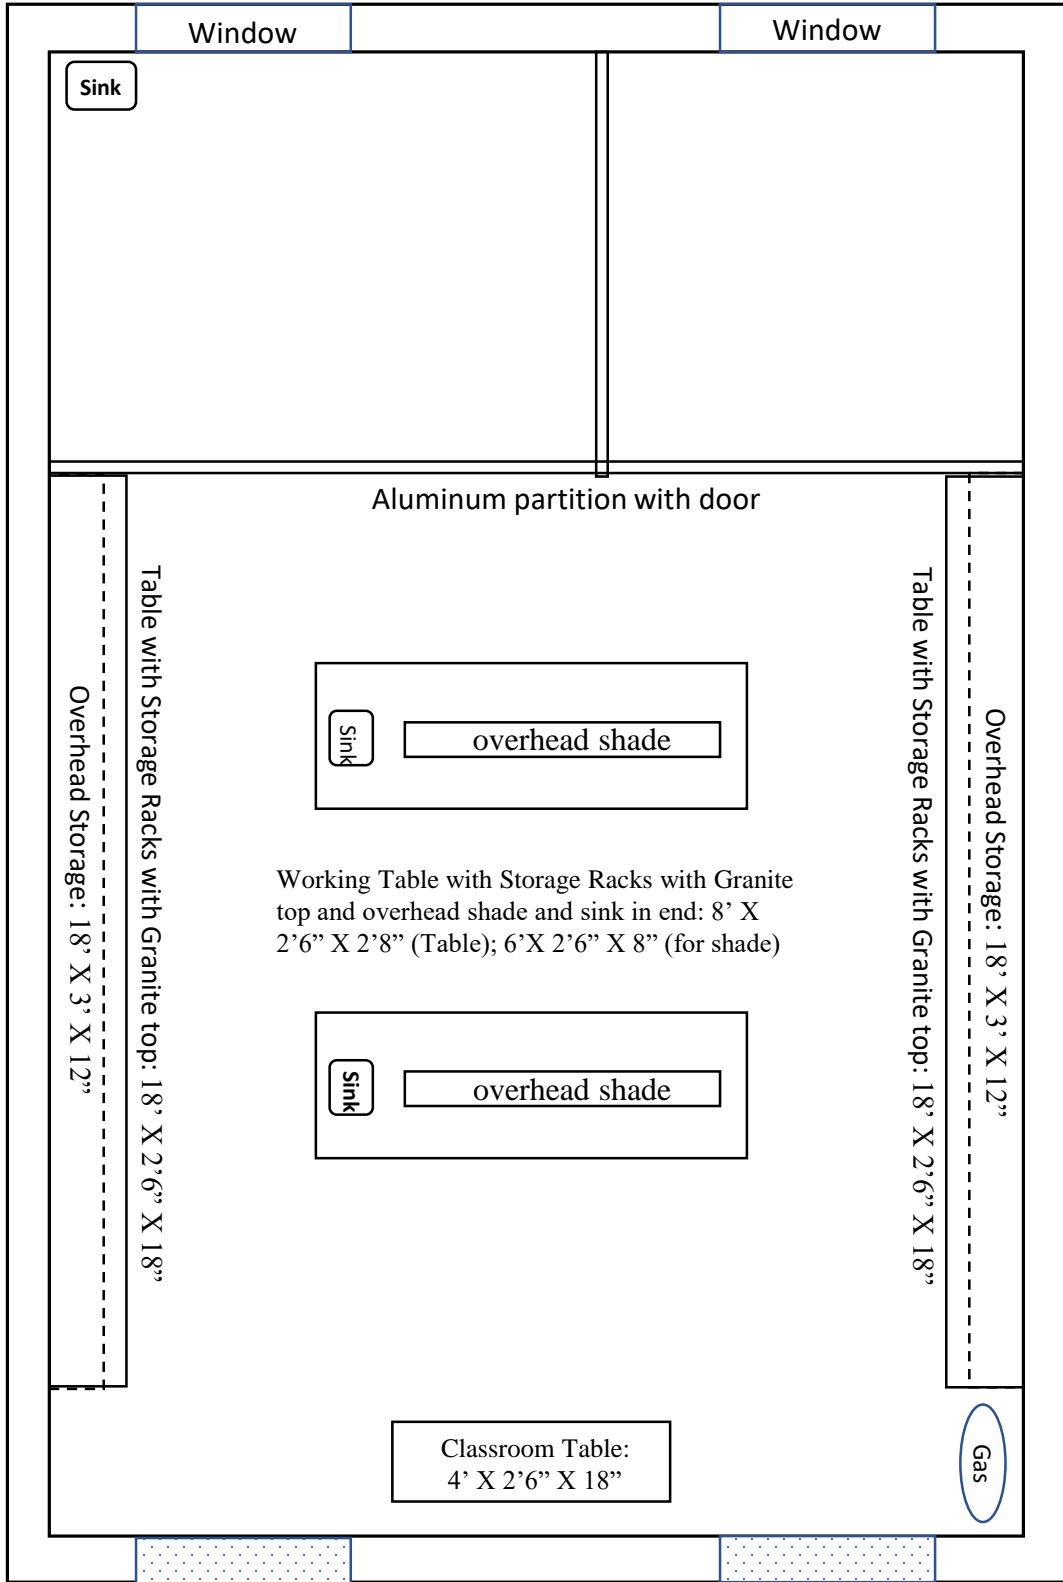 Window
Window
Sink
Aluminum partition with door
Overhead Storage: 18’ X 3’ X 12”
Table with Storage Racks with Granite top: 18’ X 2’6” X 18”
Sink
overhead shade
Working Table with Storage Racks with Granite
top and overhead shade and sink in end: 8’ X
2’6” X 2’8” (Table); 6’X 2’6” X 8” (for shade)
Sink
overhead shade
Table with Storage Racks with Granite top: 18’ X 2’6” X 18”
Overhead Storage: 18’ X 3’ X 12”
Classroom Table:
4’ X 2’6” X 18”
Gas